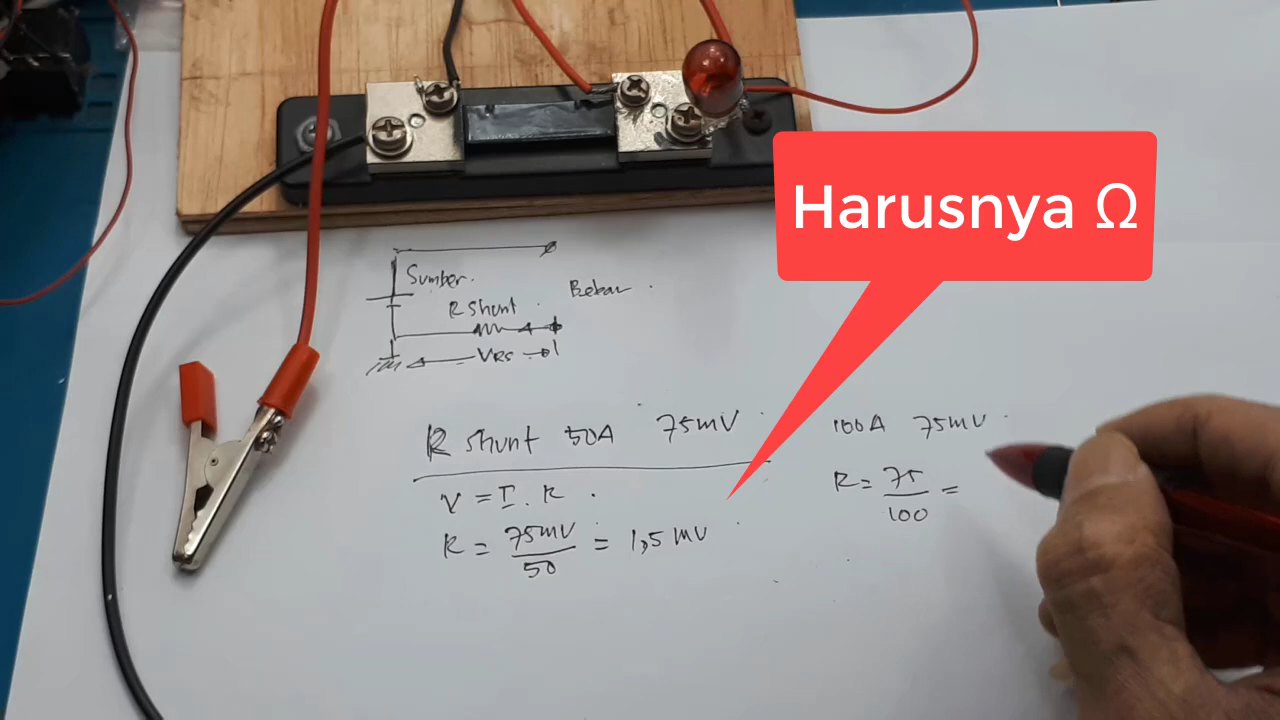 Harusnya Ω
Sumber.
R Shunt
Beban
VRS
R Shunt 50A 75mV
V = I . R
R = 75mV / 50 = 1,5 mV
100A 75mV
R = 75 / 100 =